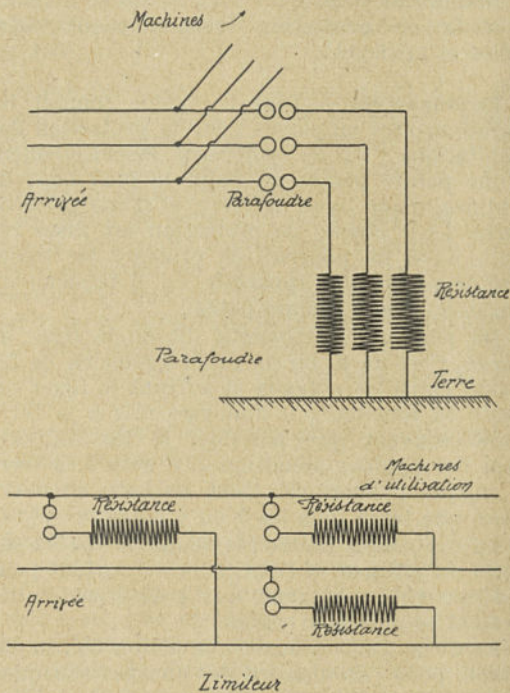 Machines
Arrivée
Parafoudre
Résistance
Parafoudre
Terre
Machines
d'utilisation
Résistance
Résistance
Arrivée
Résistance
Limiteur